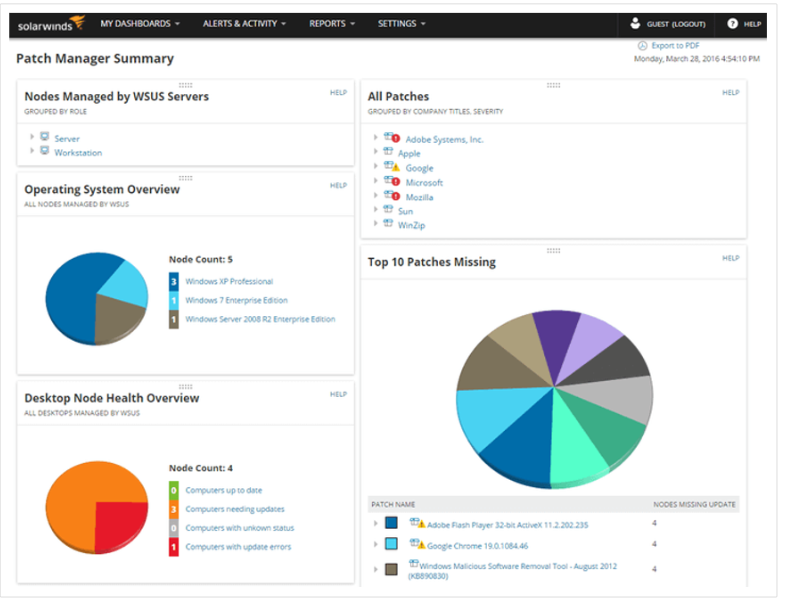 solarwinds MY DASHBOARDS ALERTS & ACTIVITY REPORTS SETTINGS GUEST (LOGOUT) ? HELP
Export to PDF
Patch Manager Summary
Monday, March 28, 2016 4:54:10 PM
Nodes Managed by WSUS Servers HELP
GROUPED BY ROLE
Server
Workstation
Operating System Overview HELP
ALL NODES MANAGED BY WSUS
Node Count: 5
3 Windows XP Professional
1 Windows 7 Enterprise Edition
1 Windows Server 2008 R2 Enterprise Edition
Desktop Node Health Overview HELP
ALL DESKTOPS MANAGED BY WSUS
Node Count: 4
0 Computers up to date
3 Computers needing updates
0 Computers with unkown status
1 Computers with update errors
All Patches HELP
GROUPED BY COMPANY TITLES, SEVERITY
Adobe Systems, Inc.
Apple
Google
Microsoft
Mozilla
Sun
WinZip
Top 10 Patches Missing HELP
PATCH NAME NODES MISSING UPDATE
Adobe Flash Player 32-bit ActiveX 11.2.202.235 4
Google Chrome 19.0.1084.46 4
Windows Malicious Software Removal Tool - August 2012 4
(KB890830)